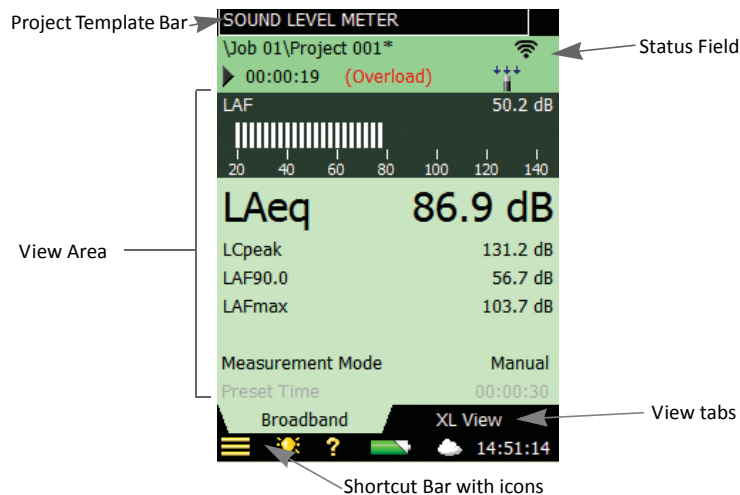 Project Template Bar
SOUND LEVEL METER
\Job 01\Project 001*
Status Field
00:00:19 (Overload)
LAF 50.2 dB
20 40 60 80 100 120 140
LAeq 86.9 dB
View Area
LCpeak 131.2 dB
LAF90.0 56.7 dB
LAFmax 103.7 dB
Measurement Mode Manual
Preset Time 00:00:30
Broadband XL View
View tabs
? 14:51:14
Shortcut Bar with icons